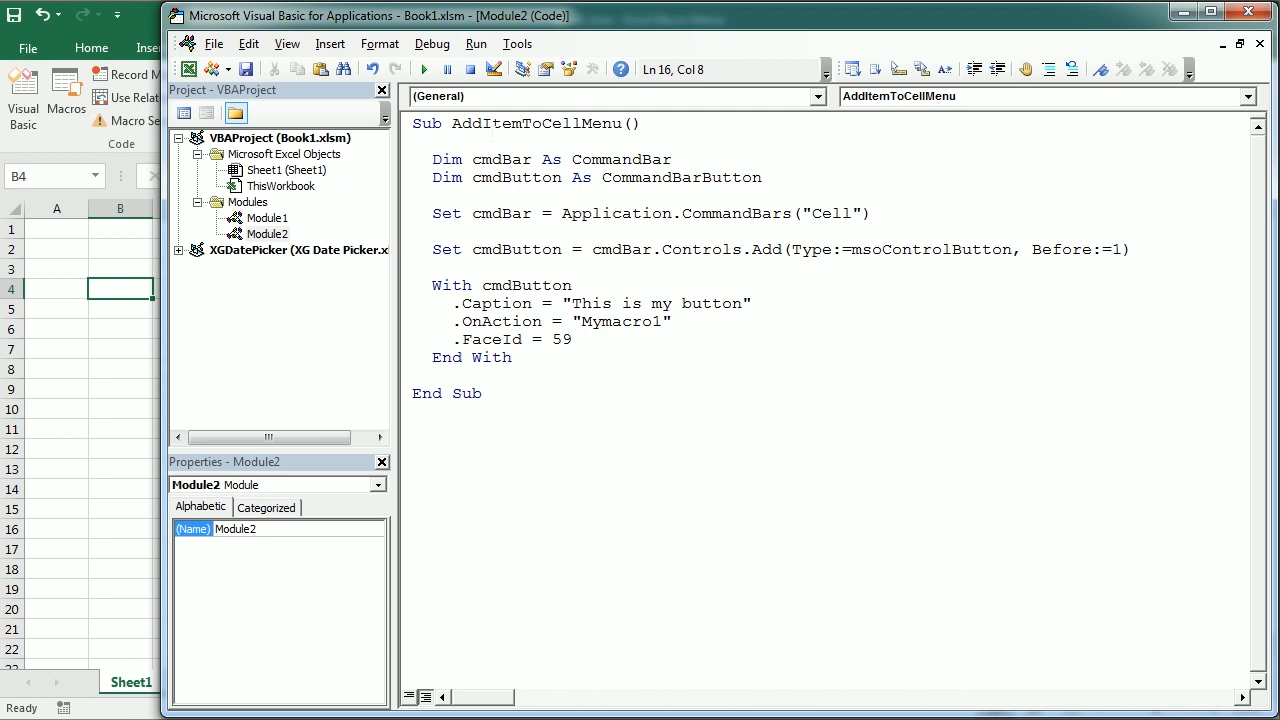 Microsoft Visual Basic for Applications - Book1.xlsm - [Module2 (Code)]
File Home Inser
File Edit View Insert Format Debug Run Tools
Ln 16, Col 8
Visual Basic
Macros
Record M
Use Relat
Macro Se
Code
B4
A B
1
2
3
4
5
6
7
8
9
10
11
12
13
14
15
16
17
18
19
20
21
22
Sheet1
Ready
Project - VBAProject
VBAProject (Book1.xlsm)
Microsoft Excel Objects
Sheet1 (Sheet1)
ThisWorkbook
Modules
Module1
Module2
XGDatePicker (XG Date Picker.x
Properties - Module2
Module2 Module
Alphabetic Categorized
(Name) Module2
(General) AddItemToCellMenu
Sub AddItemToCellMenu()
Dim cmdBar As CommandBar
Dim cmdButton As CommandBarButton
Set cmdBar = Application.CommandBars("Cell")
Set cmdButton = cmdBar.Controls.Add(Type:=msoControlButton, Before:=1)
With cmdButton
.Caption = "This is my button"
.OnAction = "Mymacro1"
.FaceId = 59
End With
End Sub